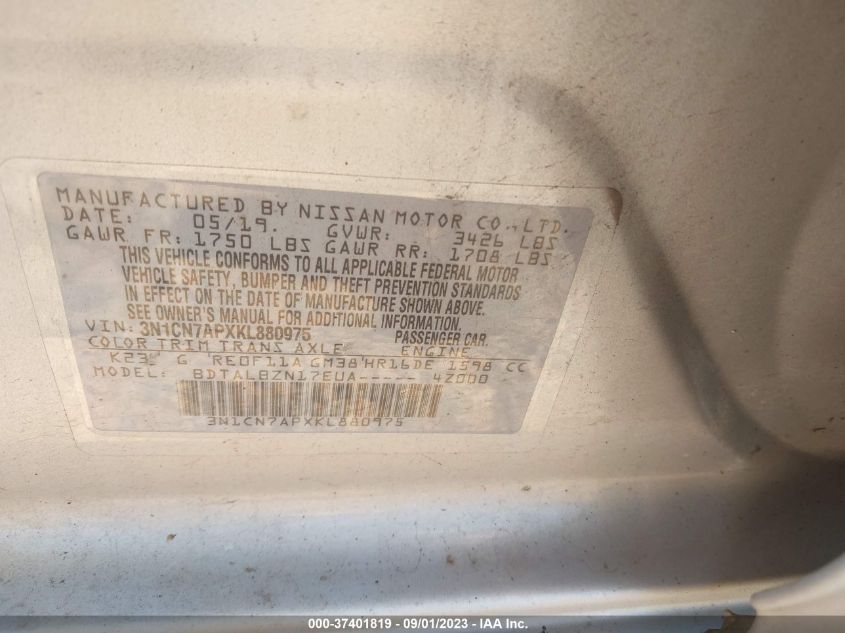 MANUFACTURED BY NISSAN MOTOR CO., LTD.
DATE: 05/19. GVWR: 3426 LBS
GAWR FR: 1750 LBS GAWR RR: 1708 LBS
THIS VEHICLE CONFORMS TO ALL APPLICABLE FEDERAL MOTOR
VEHICLE SAFETY, BUMPER AND THEFT PREVENTION STANDARDS
IN EFFECT ON THE DATE OF MANUFACTURE SHOWN ABOVE.
SEE OWNER'S MANUAL FOR ADDITIONAL INFORMATION.
VIN: 3N1CN7APXKL880975 PASSENGER CAR.
COLOR TRIM TRANS AXLE ENGINE
K23 G RE0F11A GM38 HR16DE 1598 CC
BDTALBZN17EUA----- 4Z000
3N1CN7APXKL880975
000-37401819 - 09/01/2023 - IAA Inc.